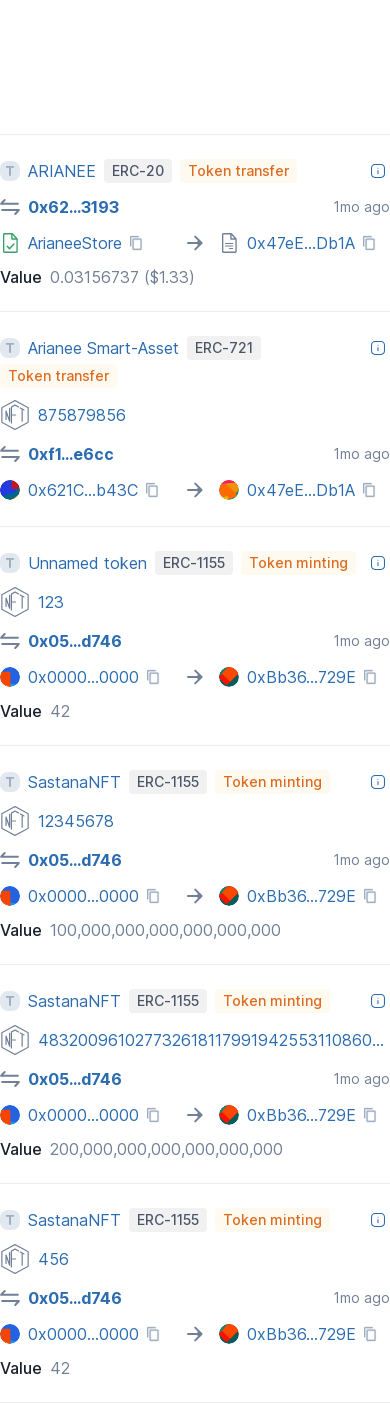 T ARIANEE ERC-20 Token transfer
0x62...3193 1mo ago
ArianeeStore 0x47eE...Db1A
Value 0.03156737 ($1.33)
T Arianee Smart-Asset ERC-721
Token transfer
NFT 875879856
0xf1...e6cc 1mo ago
0x621C...b43C 0x47eE...Db1A
T Unnamed token ERC-1155 Token minting
NFT 123
0x05...d746 1mo ago
0x0000...0000 0xBb36...729E
Value 42
T SastanaNFT ERC-1155 Token minting
NFT 12345678
0x05...d746 1mo ago
0x0000...0000 0xBb36...729E
Value 100,000,000,000,000,000,000
T SastanaNFT ERC-1155 Token minting
NFT 483200961027732618117991942553110860...
0x05...d746 1mo ago
0x0000...0000 0xBb36...729E
Value 200,000,000,000,000,000,000
T SastanaNFT ERC-1155 Token minting
NFT 456
0x05...d746 1mo ago
0x0000...0000 0xBb36...729E
Value 42